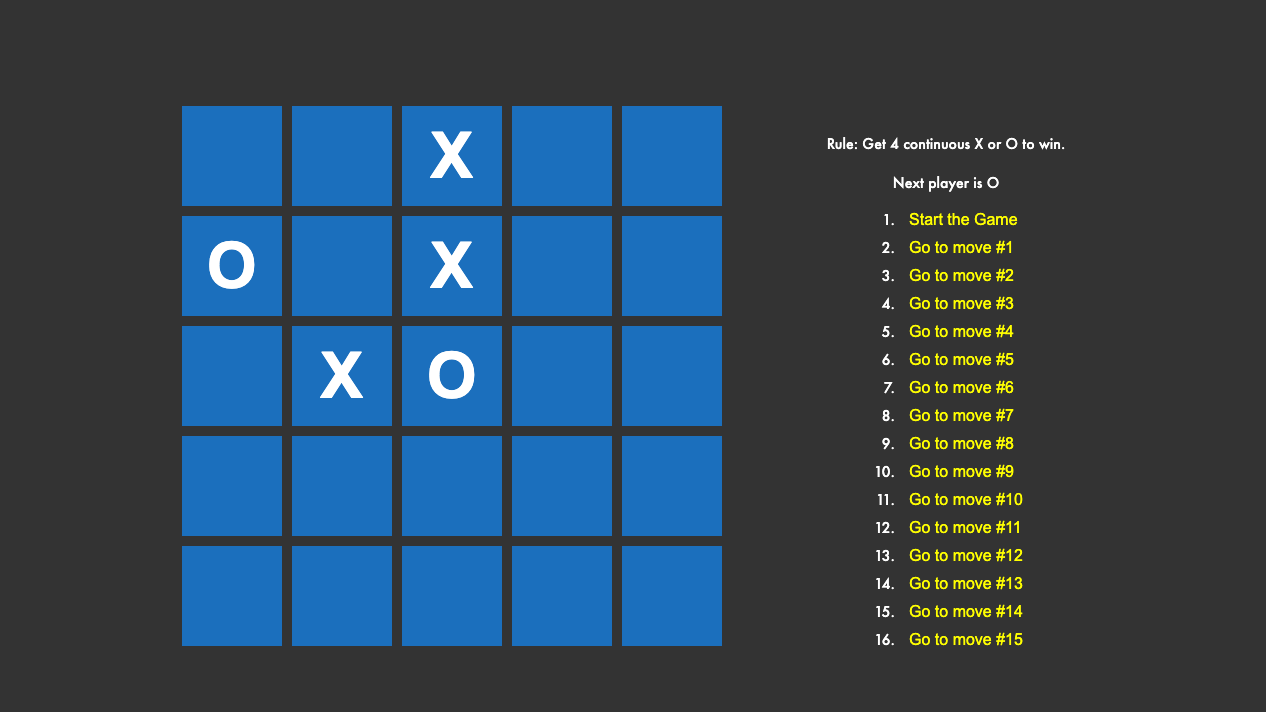 X
O X
X O
Rule: Get 4 continuous X or O to win.
Next player is O
1. Start the Game
2. Go to move #1
3. Go to move #2
4. Go to move #3
5. Go to move #4
6. Go to move #5
7. Go to move #6
8. Go to move #7
9. Go to move #8
10. Go to move #9
11. Go to move #10
12. Go to move #11
13. Go to move #12
14. Go to move #13
15. Go to move #14
16. Go to move #15